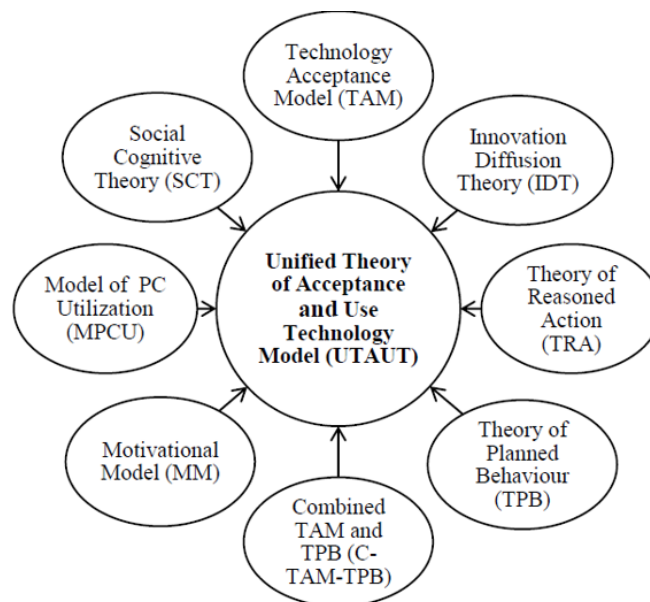 Technology
Acceptance
Model (TAM)
Social
Cognitive
Theory (SCT)
Innovation
Diffusion
Theory (IDT)
Unified Theory
of Acceptance
and Use
Technology
Model (UTAUT)
Model of PC
Utilization
(MPCU)
Theory of
Reasoned
Action
(TRA)
Motivational
Model (MM)
Theory of
Planned
Behaviour
(TPB)
Combined
TAM and
TPB (C-
TAM-TPB)